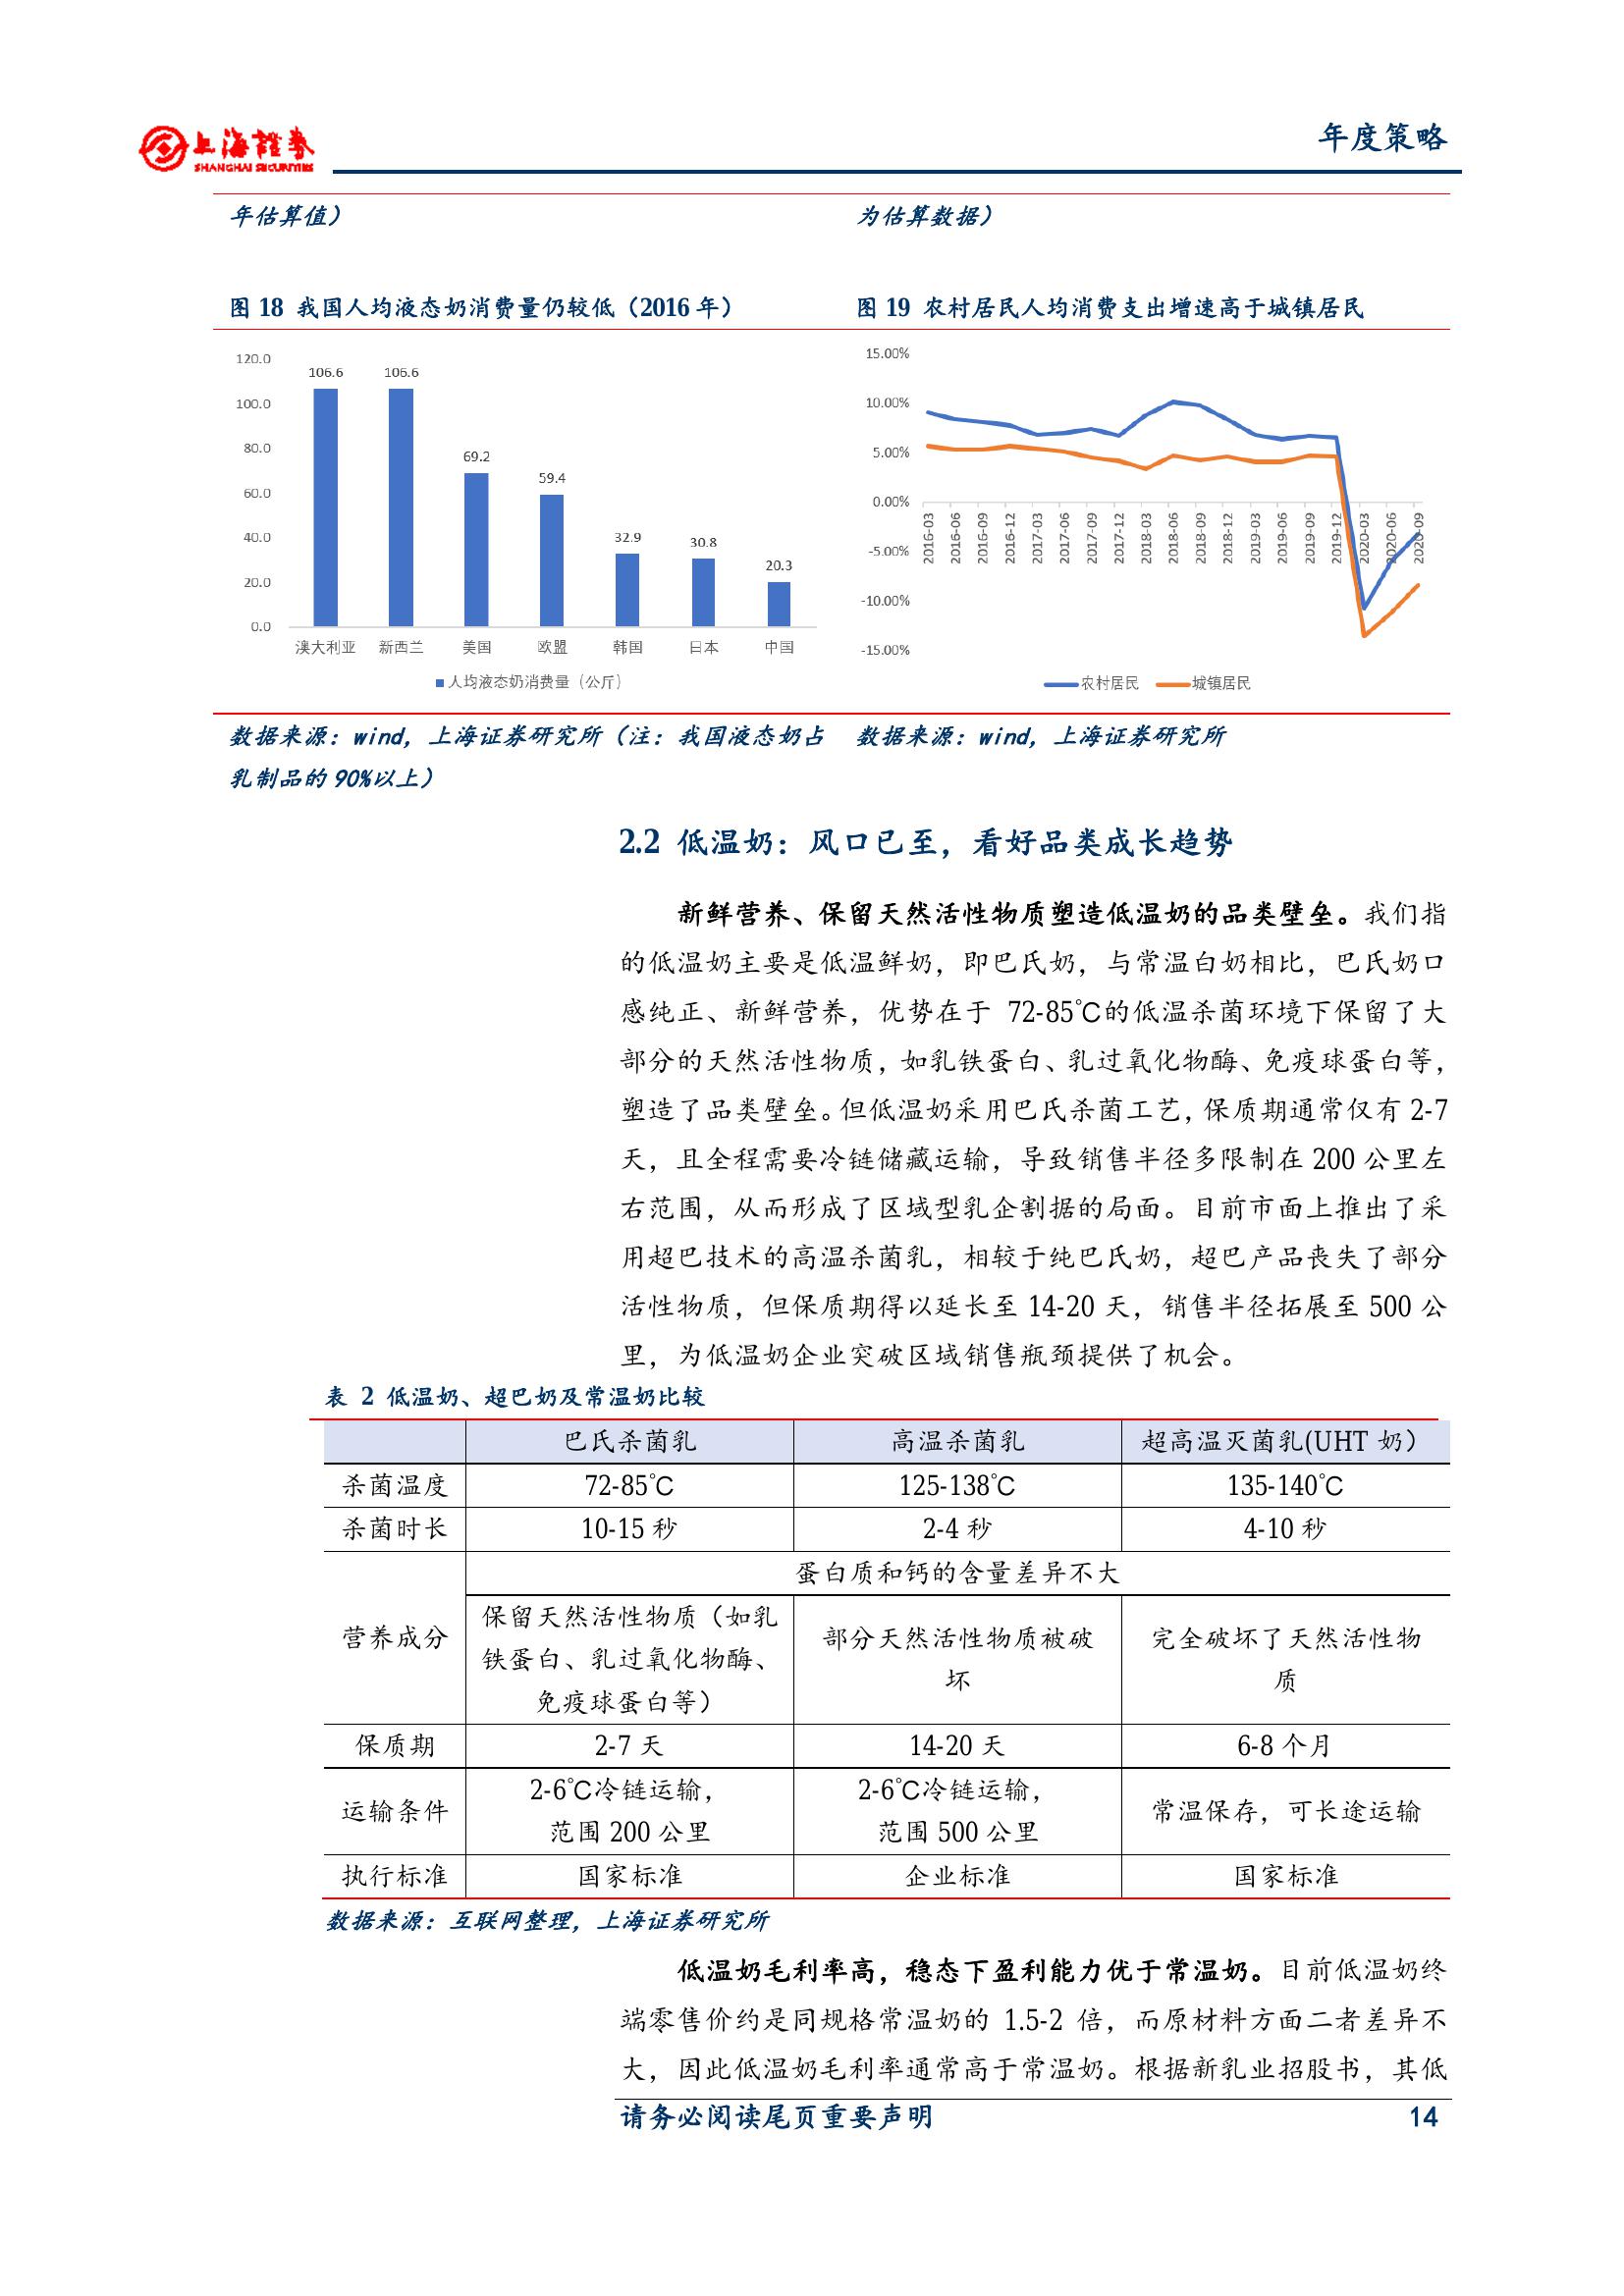 上海證券
SHANGHAI SECURITIES
年度策略
年估算值）
为估算数据）
图 18 我国人均液态奶消费量仍较低（2016 年）
图 19 农村居民人均消费支出增速高于城镇居民
120.0
100.0
80.0
60.0
40.0
20.0
0.0
106.6
106.6
69.2
59.4
32.9
30.8
20.3
澳大利亚 新西兰 美国 欧盟 韩国 日本 中国
人均液态奶消费量（公斤）
15.00%
10.00%
5.00%
0.00%
-5.00%
-10.00%
-15.00%
2016-03
2016-06
2016-09
2016-12
2017-03
2017-06
2017-09
2017-12
2018-03
2018-06
2018-09
2018-12
2019-03
2019-06
2019-09
2019-12
2020-03
2020-06
2020-09
农村居民 城镇居民
数据来源：wind，上海证券研究所（注：我国液态奶占
乳制品的 90%以上）
数据来源：wind，上海证券研究所
2.2 低温奶：风口已至，看好品类成长趋势
新鲜营养、保留天然活性物质塑造低温奶的品类壁垒。我们指
的低温奶主要是低温鲜奶，即巴氏奶，与常温白奶相比，巴氏奶口
感纯正、新鲜营养，优势在于 72-85℃的低温杀菌环境下保留了大
部分的天然活性物质，如乳铁蛋白、乳过氧化物酶、免疫球蛋白等，
塑造了品类壁垒。但低温奶采用巴氏杀菌工艺，保质期通常仅有 2-7
天，且全程需要冷链储藏运输，导致销售半径多限制在 200 公里左
右范围，从而形成了区域型乳企割据的局面。目前市面上推出了采
用超巴技术的高温杀菌乳，相较于纯巴氏奶，超巴产品丧失了部分
活性物质，但保质期得以延长至 14-20 天，销售半径拓展至 500 公
里，为低温奶企业突破区域销售瓶颈提供了机会。
表 2 低温奶、超巴奶及常温奶比较
巴氏杀菌乳 高温杀菌乳 超高温灭菌乳(UHT 奶）
杀菌温度 72-85℃ 125-138℃ 135-140℃
杀菌时长 10-15 秒 2-4 秒 4-10 秒
营养成分
蛋白质和钙的含量差异不大
保留天然活性物质（如乳
铁蛋白、乳过氧化物酶、
免疫球蛋白等）
部分天然活性物质被破
坏
完全破坏了天然活性物
质
保质期 2-7 天 14-20 天 6-8 个月
运输条件
2-6℃冷链运输，
范围 200 公里
2-6℃冷链运输，
范围 500 公里
常温保存，可长途运输
执行标准 国家标准 企业标准 国家标准
数据来源：互联网整理，上海证券研究所
低温奶毛利率高，稳态下盈利能力优于常温奶。目前低温奶终
端零售价约是同规格常温奶的 1.5-2 倍，而原材料方面二者差异不
大，因此低温奶毛利率通常高于常温奶。根据新乳业招股书，其低
请务必阅读尾页重要声明
14